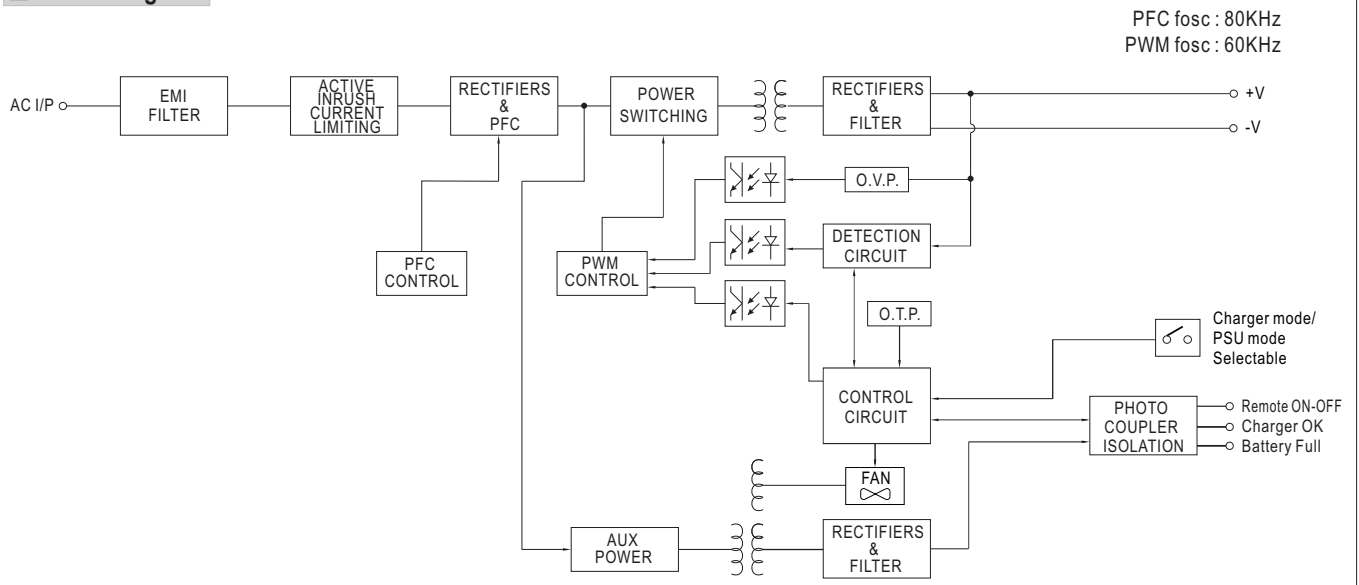 PFC fosc : 80KHz
PWM fosc : 60KHz
AC I/P
EMI
FILTER
ACTIVE
INRUSH
CURRENT
LIMITING
RECTIFIERS
&
PFC
POWER
SWITCHING
RECTIFIERS
&
FILTER
+V
-V
O.V.P.
PFC
CONTROL
PWM
CONTROL
DETECTION
CIRCUIT
O.T.P.
Charger mode/
PSU mode
Selectable
CONTROL
CIRCUIT
PHOTO
COUPLER
ISOLATION
Remote ON-OFF
Charger OK
Battery Full
FAN
AUX
POWER
RECTIFIERS
&
FILTER